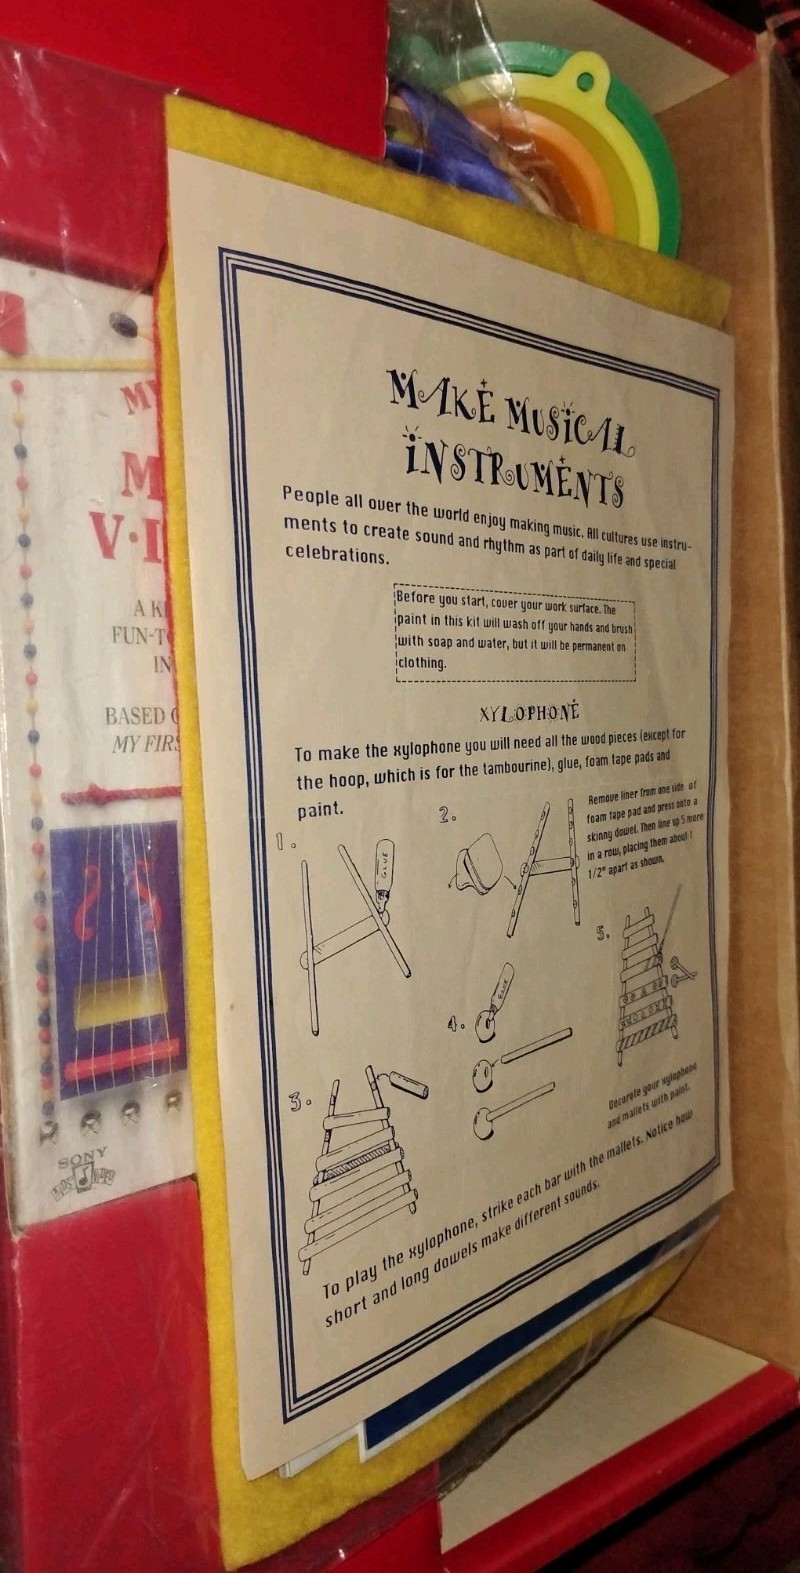 MAKE MUSICAL
INSTRUMENTS
People all over the world enjoy making music. All cultures use instru-
ments to create sound and rhythm as part of daily life and special
celebrations.
Before you start, cover your work surface. The
paint in this kit will wash off your hands and brush
with soap and water, but it will be permanent on
clothing.
XYLOPHONE
To make the xylophone you will need all the wood pieces (except for
the hoop, which is for the tambourine), glue, foam tape pads and
paint.
1.
GLUE
2.
Remove liner from one side of
foam tape pad and press onto a
skinny dowel. Then line up 5 more
in a row, placing them about 1
1/2" apart as shown.
3.
4.
GLUE
5.
Decorate your xylophone
and mallets with paint.
To play the xylophone, strike each bar with the mallets. Notice how
short and long dowels make different sounds.
MY
M
V·I
A KI
FUN-T
IN
BASED O
MY FIRS
SONY
KIDS VIDEO